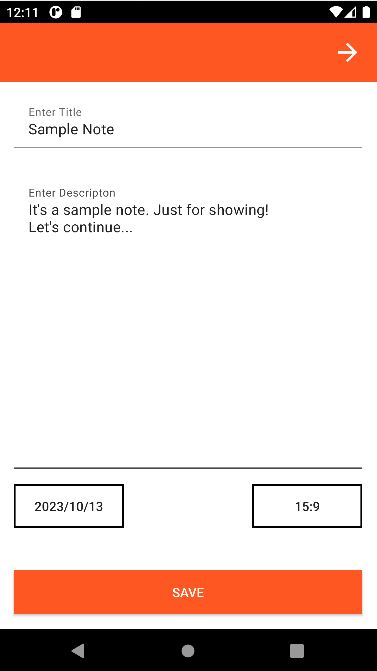 12:11
Enter Title
Sample Note
Enter Descripton
It's a sample note. Just for showing!
Let's continue...
2023/10/13
15:9
SAVE